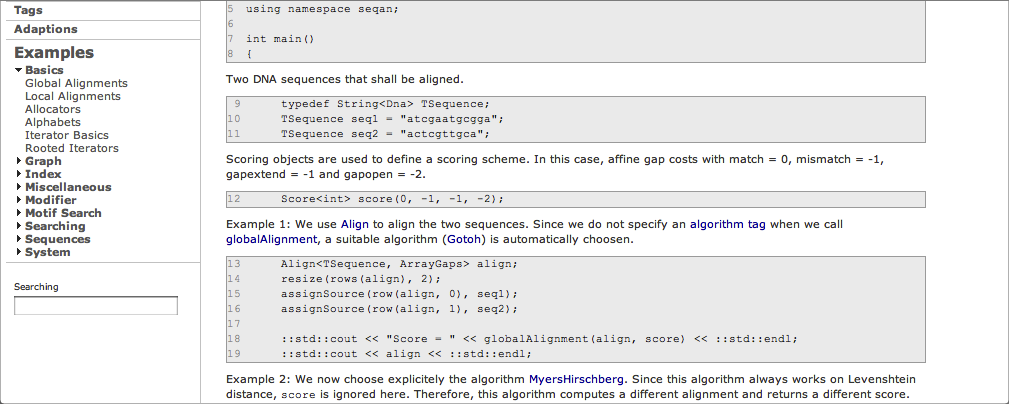 Tags
Adaptions
Examples
Basics
Global Alignments
Local Alignments
Allocators
Alphabets
Iterator Basics
Rooted Iterators
Graph
Index
Miscellaneous
Modifier
Motif Search
Searching
Sequences
System
Searching
5 using namespace seqan;
6
7 int main()
8 {
Two DNA sequences that shall be aligned.
9 typedef String<Dna> TSequence;
10 TSequence seq1 = "atcgaatgcgga";
11 TSequence seq2 = "actcgttgca";
Scoring objects are used to define a scoring scheme. In this case, affine gap costs with match = 0, mismatch = -1,
gapextend = -1 and gapopen = -2.
12 Score<int> score(0, -1, -1, -2);
Example 1: We use Align to align the two sequences. Since we do not specify an algorithm tag when we call
globalAlignment, a suitable algorithm (Gotoh) is automatically choosen.
13 Align<TSequence, ArrayGaps> align;
14 resize(rows(align), 2);
15 assignSource(row(align, 0), seq1);
16 assignSource(row(align, 1), seq2);
17
18 ::std::cout << "Score = " << globalAlignment(align, score) << ::std::endl;
19 ::std::cout << align << ::std::endl;
Example 2: We now choose explicitely the algorithm MyersHirschberg. Since this algorithm always works on Levenshtein
distance, score is ignored here. Therefore, this algorithm computes a different alignment and returns a different score.